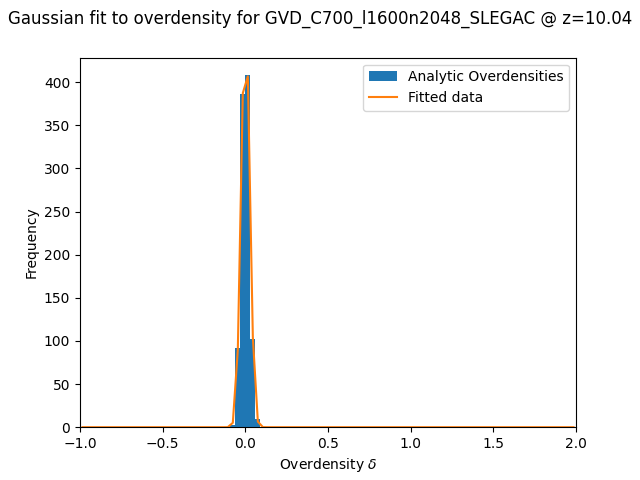 Gaussian fit to overdensity for GVD_C700_l1600n2048_SLEGAC @ z=10.04
Analytic Overdensities
Fitted data
Frequency
400
350
300
250
200
150
100
50
0
−1.0 −0.5 0.0 0.5 1.0 1.5 2.0
Overdensity δ